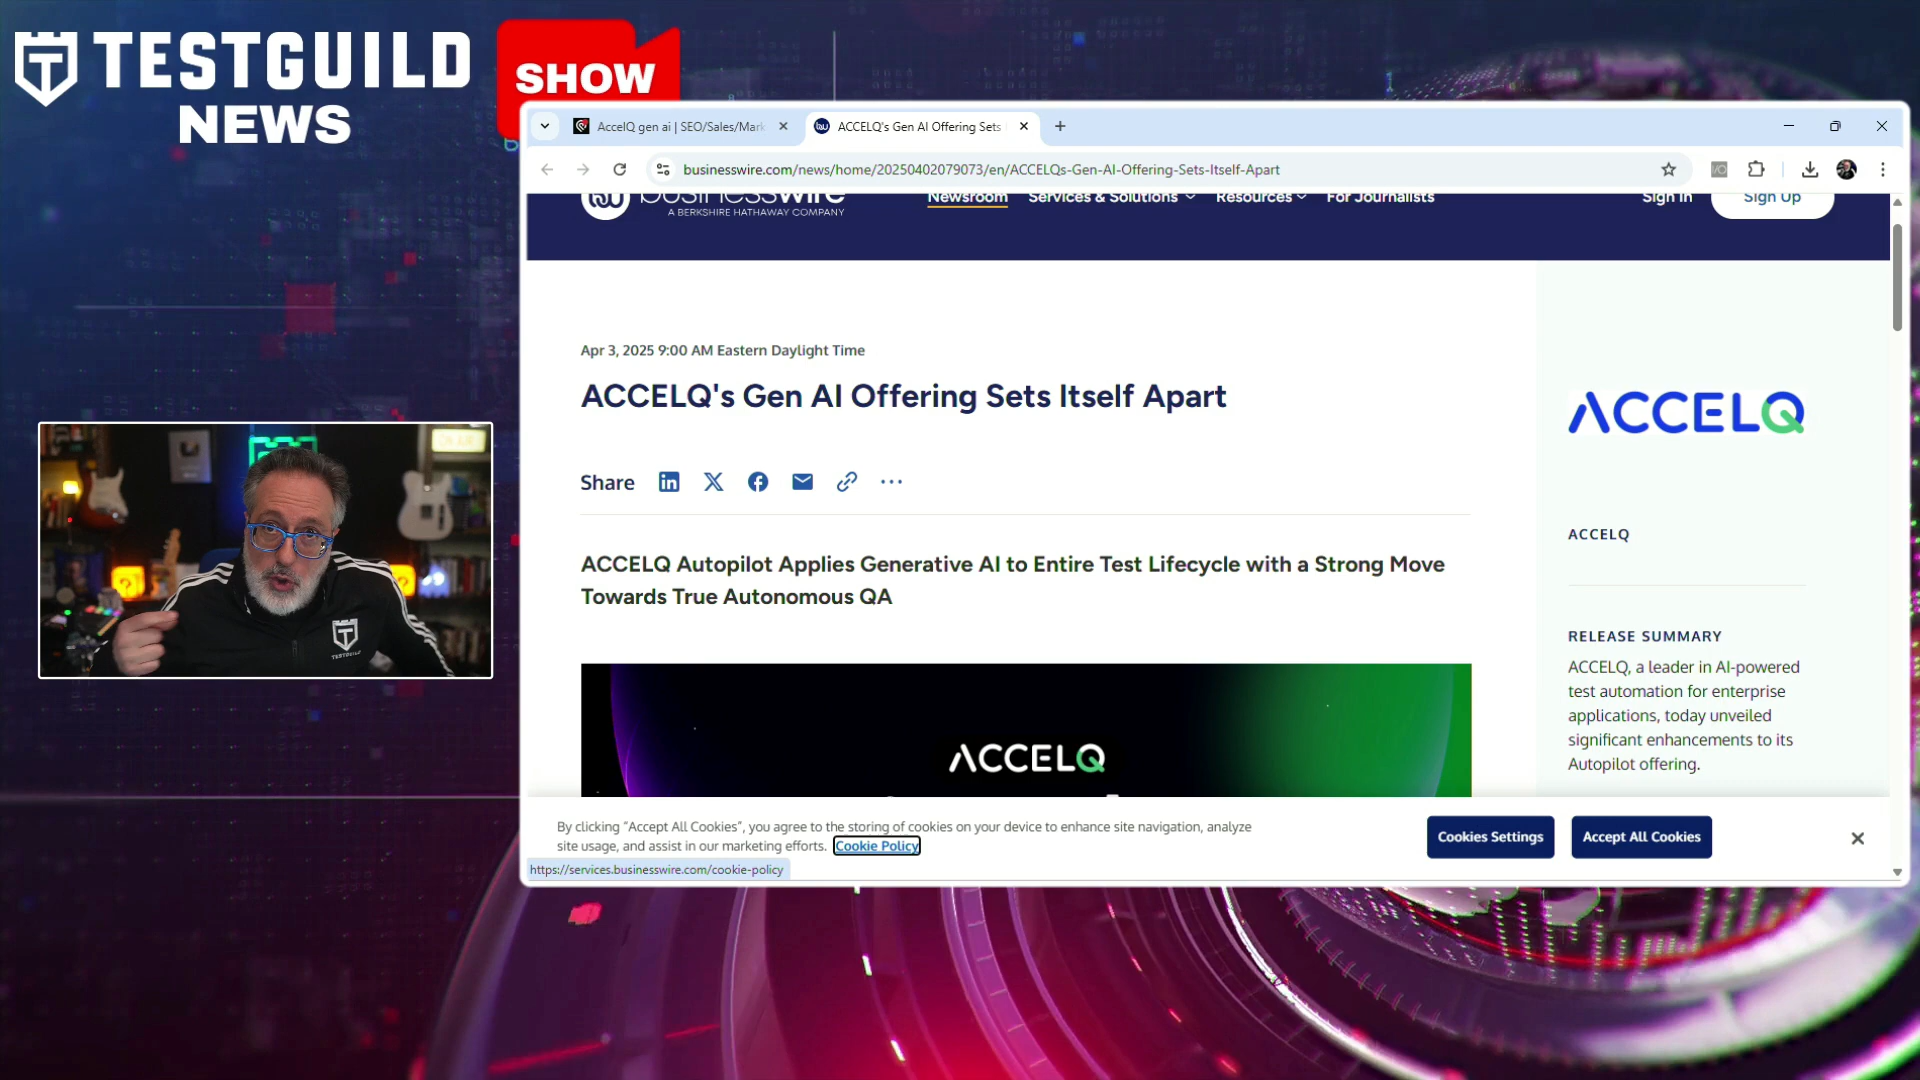 TESTGUILD
NEWS
SHOW
AccelQ gen ai | SEO/Sales/Mark
ACCELQ's Gen AI Offering Sets
businesswire.com/news/home/20250402079073/en/ACCELQs-Gen-AI-Offering-Sets-Itself-Apart
businesswire
A BERKSHIRE HATHAWAY COMPANY
Newsroom
Services & Solutions
Resources
For Journalists
Sign In
Sign Up
Apr 3, 2025 9:00 AM Eastern Daylight Time
ACCELQ's Gen AI Offering Sets Itself Apart
Share
ACCELQ Autopilot Applies Generative AI to Entire Test Lifecycle with a Strong Move
Towards True Autonomous QA
ACCELQ
ACCELQ
ACCELQ
RELEASE SUMMARY
ACCELQ, a leader in AI-powered
test automation for enterprise
applications, today unveiled
significant enhancements to its
Autopilot offering.
By clicking “Accept All Cookies”, you agree to the storing of cookies on your device to enhance site navigation, analyze
site usage, and assist in our marketing efforts. Cookie Policy
Cookies Settings
Accept All Cookies
https://services.businesswire.com/cookie-policy
ON AIR
TESTGUILD